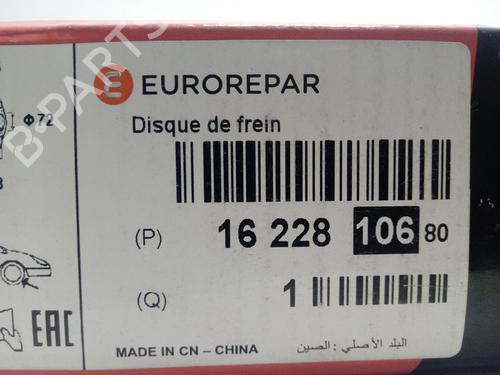 EUROREPAR
Φ72
Disque de frein
(P) 16 228 106 80
(Q) 1
EAC
MADE IN CN – CHINA
البلد الأصلي : الصين
B-PARTS